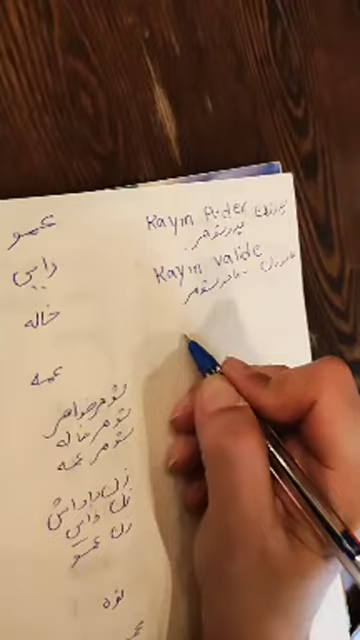 عمو
دایی
خاله
عمه
شوهر خواهر
شوهر خاله
شوهر عمه
زن داداش
زن دایی
زن عمو
نوه
Kayın Peder
پدر شوهر
Kayın valide
مادر شوهر